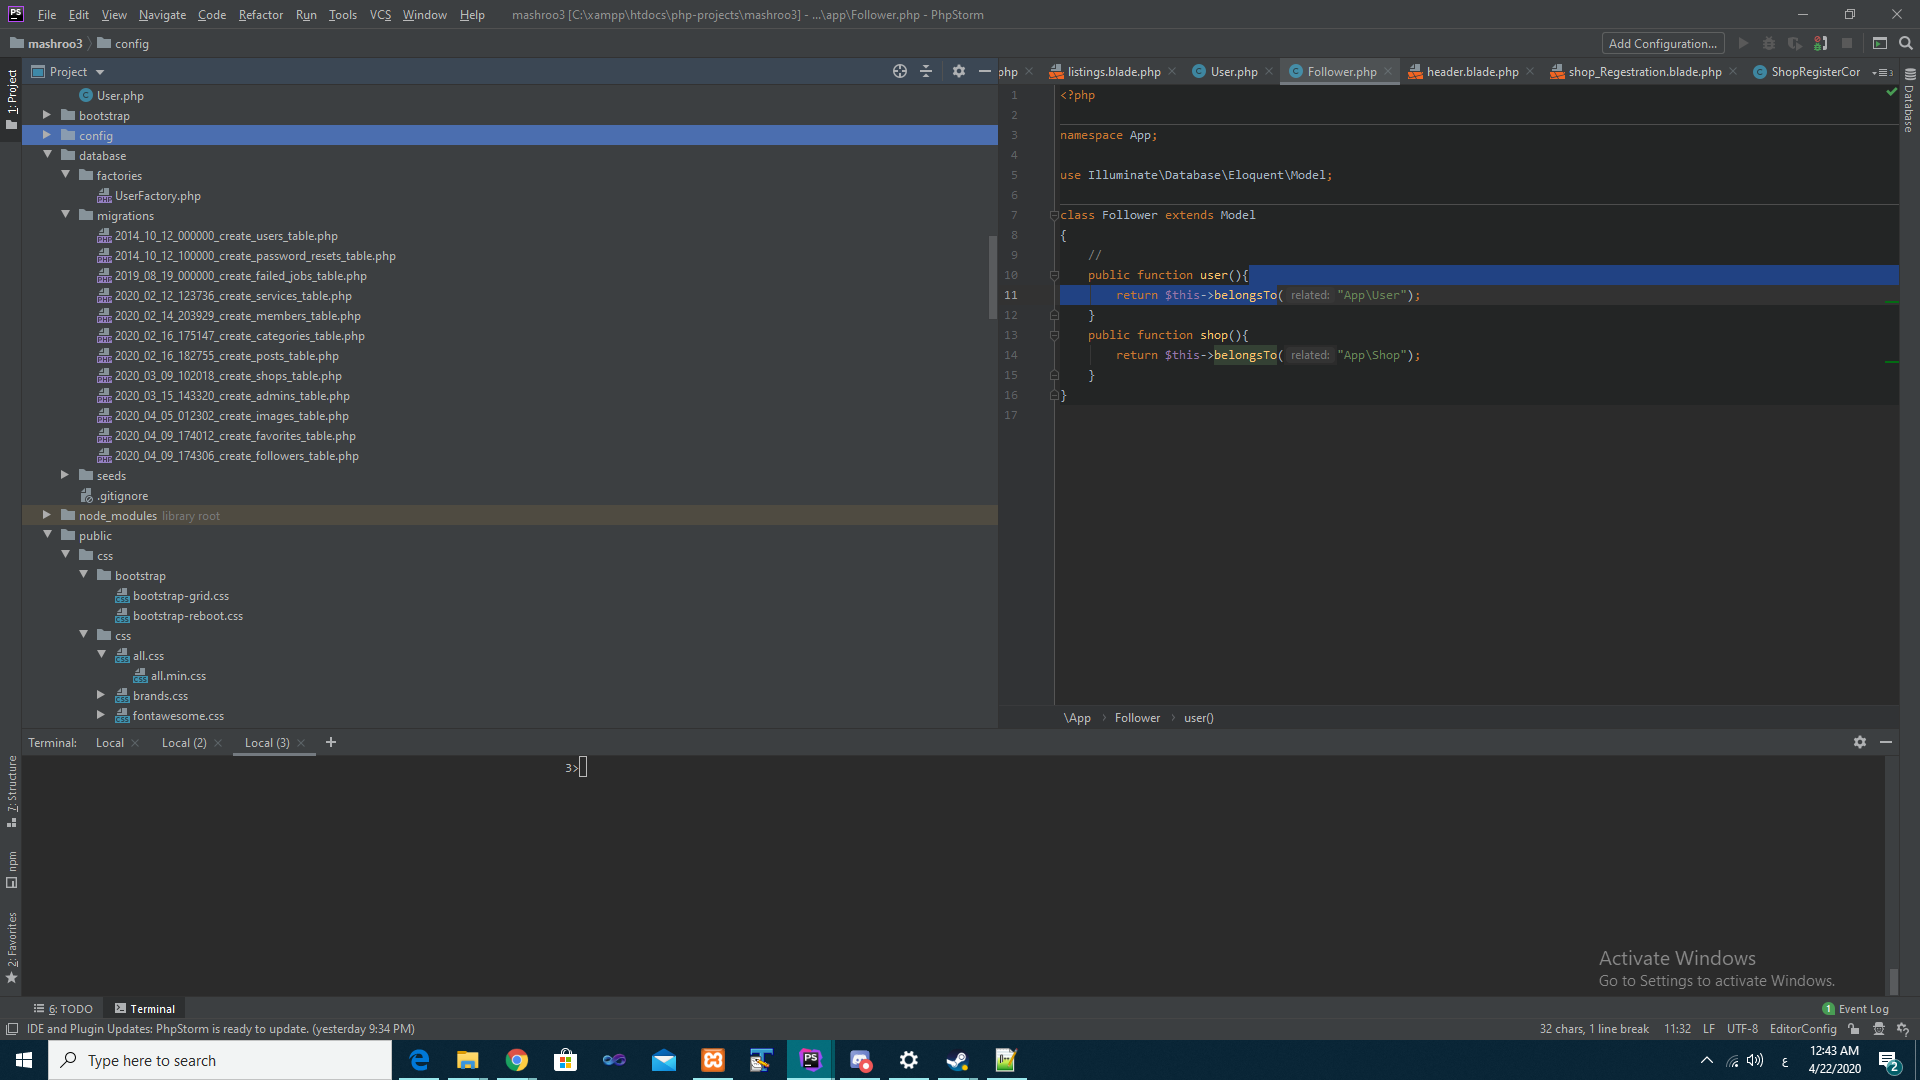 File Edit View Navigate Code Refactor Run Tools VCS Window Help mashroo3 [C:\xampp\htdocs\php-projects\mashroo3] - ...\app\Follower.php - PhpStorm
mashroo3 config Add Configuration...
1: Project
Project
php listings.blade.php User.php Follower.php header.blade.php shop_Regestration.blade.php ShopRegisterCor
Database
User.php
bootstrap
config
database
factories
UserFactory.php
migrations
2014_10_12_000000_create_users_table.php
2014_10_12_100000_create_password_resets_table.php
2019_08_19_000000_create_failed_jobs_table.php
2020_02_12_123736_create_services_table.php
2020_02_14_203929_create_members_table.php
2020_02_16_175147_create_categories_table.php
2020_02_16_182755_create_posts_table.php
2020_03_09_102018_create_shops_table.php
2020_03_15_143320_create_admins_table.php
2020_04_05_012302_create_images_table.php
2020_04_09_174012_create_favorites_table.php
2020_04_09_174306_create_followers_table.php
seeds
.gitignore
node_modules library root
public
css
bootstrap
bootstrap-grid.css
bootstrap-reboot.css
css
all.css
all.min.css
brands.css
fontawesome.css
1 <?php
2
3 namespace App;
4
5 use Illuminate\Database\Eloquent\Model;
6
7 class Follower extends Model
8 {
9 //
10 public function user(){
11 return $this->belongsTo( related: "App\User");
12 }
13 public function shop(){
14 return $this->belongsTo( related: "App\Shop");
15 }
16 }
17
\App Follower user()
Terminal: Local Local (2) Local (3) +
3>
7: Structure
npm
2: Favorites
Activate Windows
Go to Settings to activate Windows.
6: TODO Terminal 1 Event Log
IDE and Plugin Updates: PhpStorm is ready to update. (yesterday 9:34 PM) 32 chars, 1 line break 11:32 LF UTF-8 EditorConfig
Type here to search
ع
12:43 AM
4/22/2020
2